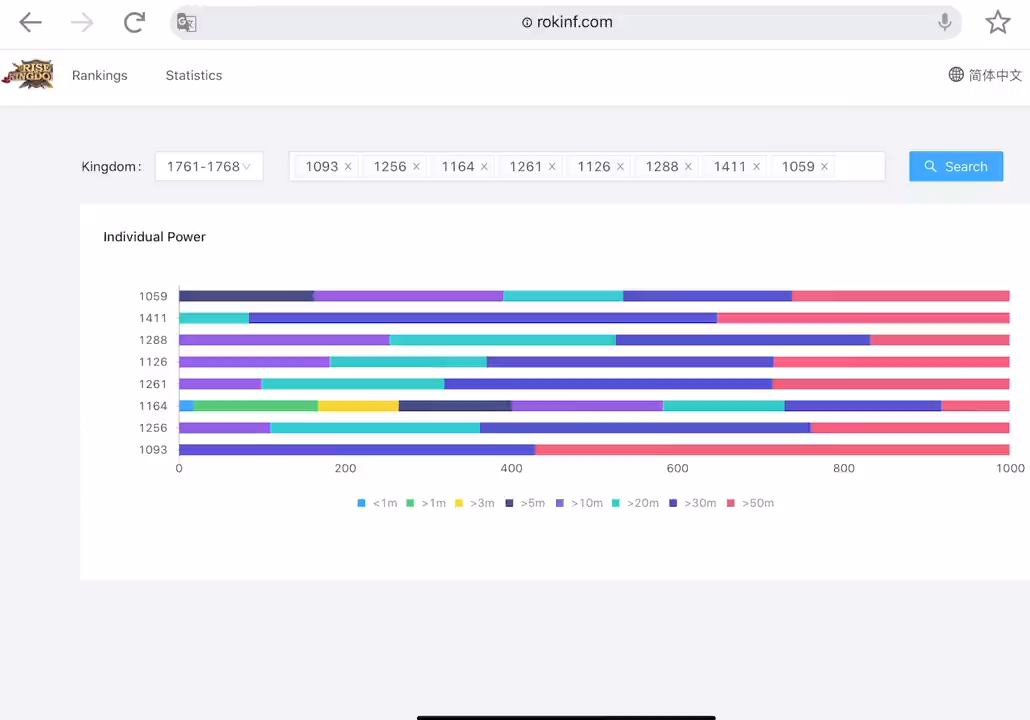 rokinf.com
RISE
KINGDO
Rankings Statistics 简体中文
Kingdom: 1761-1768 1093 × 1256 × 1164 × 1261 × 1126 × 1288 × 1411 × 1059 × Search
Individual Power
1059
1411
1288
1126
1261
1164
1256
1093
0 200 400 600 800 1000
<1m >1m >3m >5m >10m >20m >30m >50m